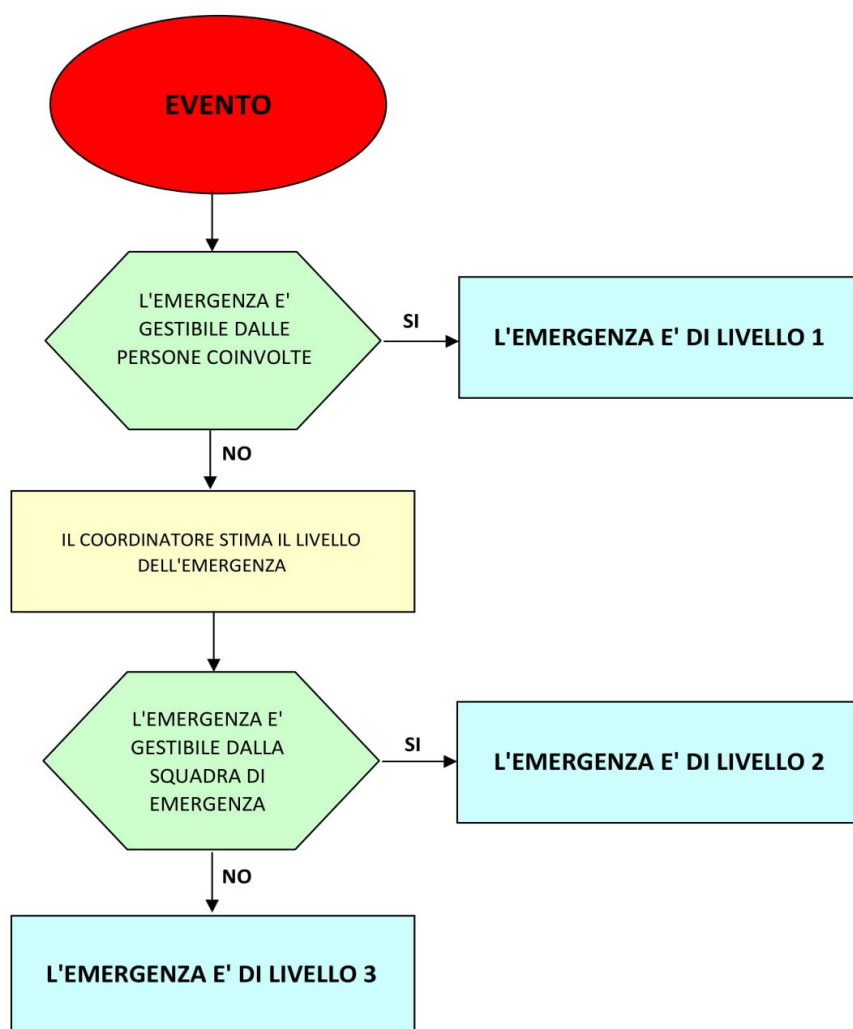 EVENTO
L'EMERGENZA E'
GESTIBILE DALLE
PERSONE COINVOLTE
SI
L'EMERGENZA E' DI LIVELLO 1
NO
IL COORDINATORE STIMA IL LIVELLO
DELL'EMERGENZA
L'EMERGENZA E'
GESTIBILE DALLA
SQUADRA DI
EMERGENZA
SI
L'EMERGENZA E' DI LIVELLO 2
NO
L'EMERGENZA E' DI LIVELLO 3